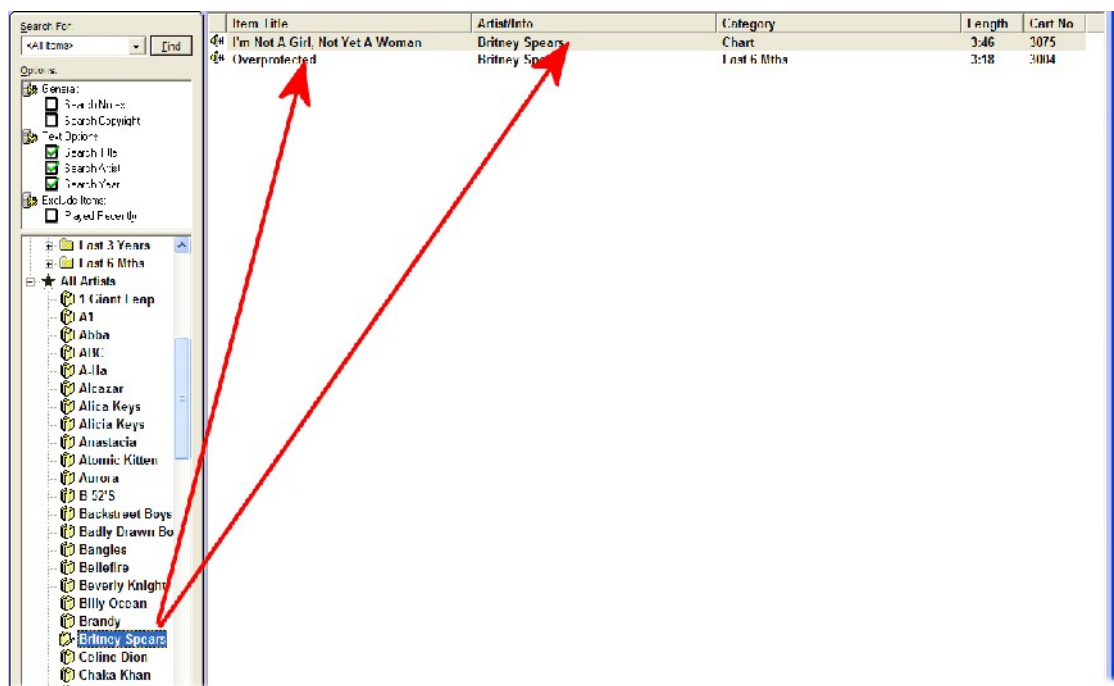 Search For
<All Items>
Find
Options:
General:
Search Notes
Search Copyright
Text Options
Search Title
Search Artist
Search Year
Exclude Items:
Played Recently
Last 3 Years
Last 6 Mths
All Artists
1 Giant Leap
A1
Abba
ABC
A-Ha
Alcazar
Alica Keys
Alicia Keys
Anastacia
Atomic Kitten
Aurora
B 52'S
Backstreet Boys
Badly Drawn Bo
Bangles
Bellefire
Beverly Knight
Billy Ocean
Brandy
Britney Spears
Celine Dion
Chaka Khan
Item Title Artist/Info Category Length Cart No
I'm Not A Girl, Not Yet A Woman Britney Spears Chart 3:46 3075
Overprotected Britney Last 6 Mths 3:18 3004